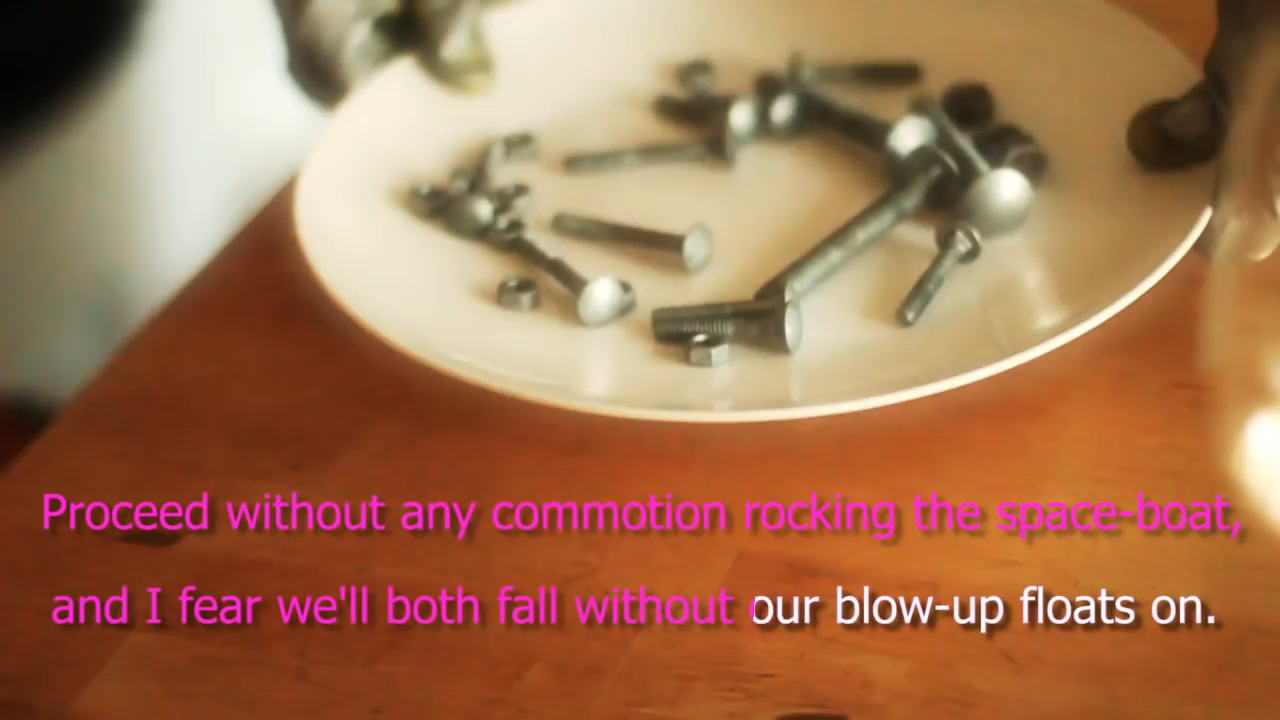 Proceed without any commotion rocking the space-boat,
and I fear we'll both fall without our blow-up floats on.